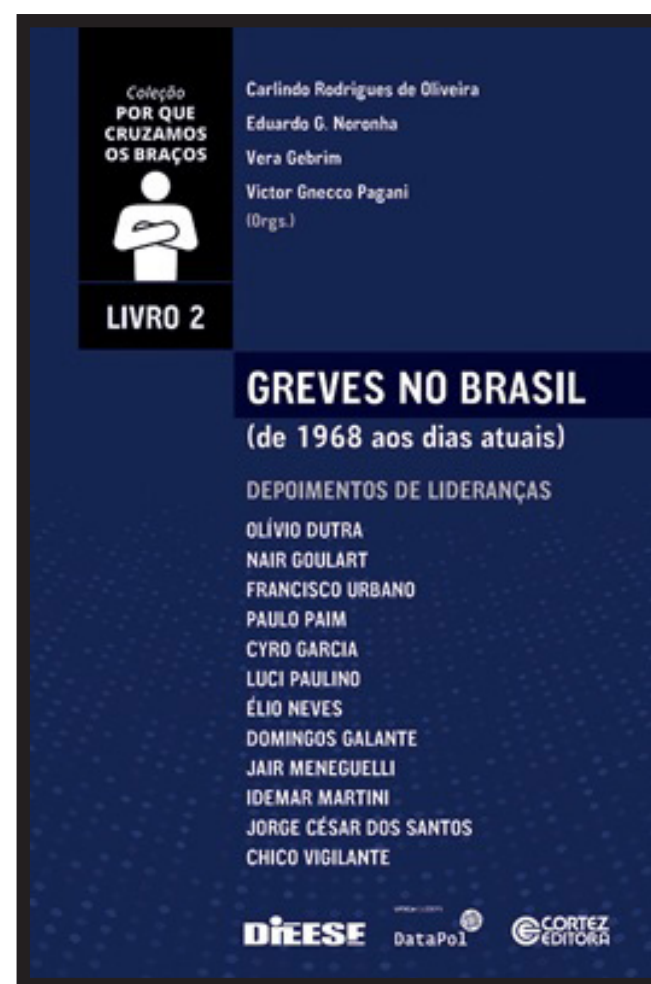 Coleção
POR QUE
CRUZAMOS
OS BRAÇOS
LIVRO 2
Carlindo Rodrigues de Oliveira
Eduardo G. Noronha
Vera Gebrim
Victor Gnecco Pagani
(Orgs.)
GREVES NO BRASIL
(de 1968 aos dias atuais)
DEPOIMENTOS DE LIDERANÇAS
OLÍVIO DUTRA
NAIR GOULART
FRANCISCO URBANO
PAULO PAIM
CYRO GARCIA
LUCI PAULINO
ÉLIO NEVES
DOMINGOS GALANTE
JAIR MENEGUELLI
IDEMAR MARTINI
JORGE CÉSAR DOS SANTOS
CHICO VIGILANTE
DIEESE
DataPol
CORTEZ
EDITORA